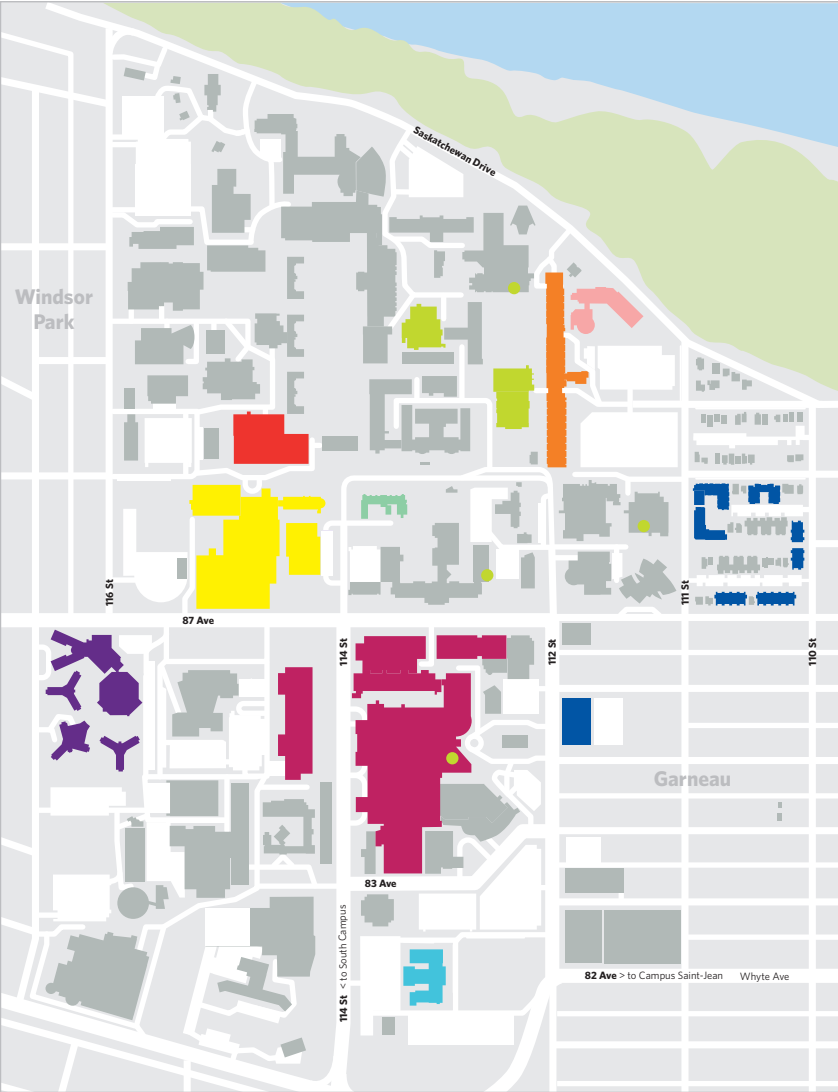 Saskatchewan Drive
Windsor
Park
116 St
87 Ave
111 St
114 St
112 St
110 St
Garneau
83 Ave
114 St < to South Campus
82 Ave > to Campus Saint-Jean
Whyte Ave